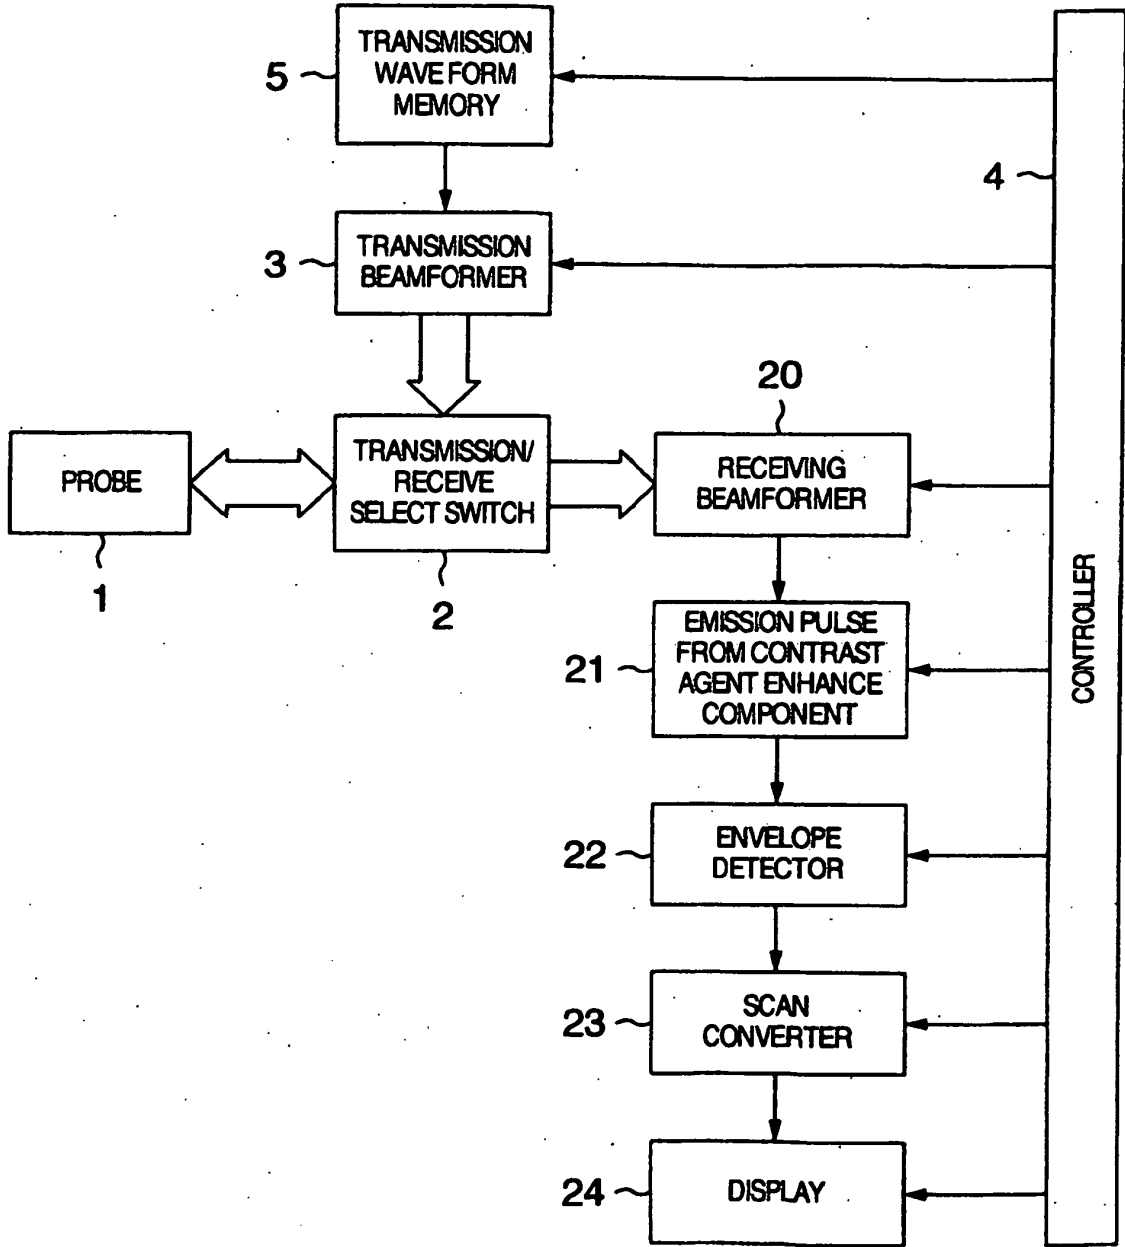 5
TRANSMISSION
WAVE FORM
MEMORY
4
3
TRANSMISSION
BEAMFORMER
20
PROBE
TRANSMISSION/
RECEIVE
SELECT SWITCH
RECEIVING
BEAMFORMER
1
2
CONTROLLER
21
EMISSION PULSE
FROM CONTRAST
AGENT ENHANCE
COMPONENT
22
ENVELOPE
DETECTOR
23
SCAN
CONVERTER
24
DISPLAY